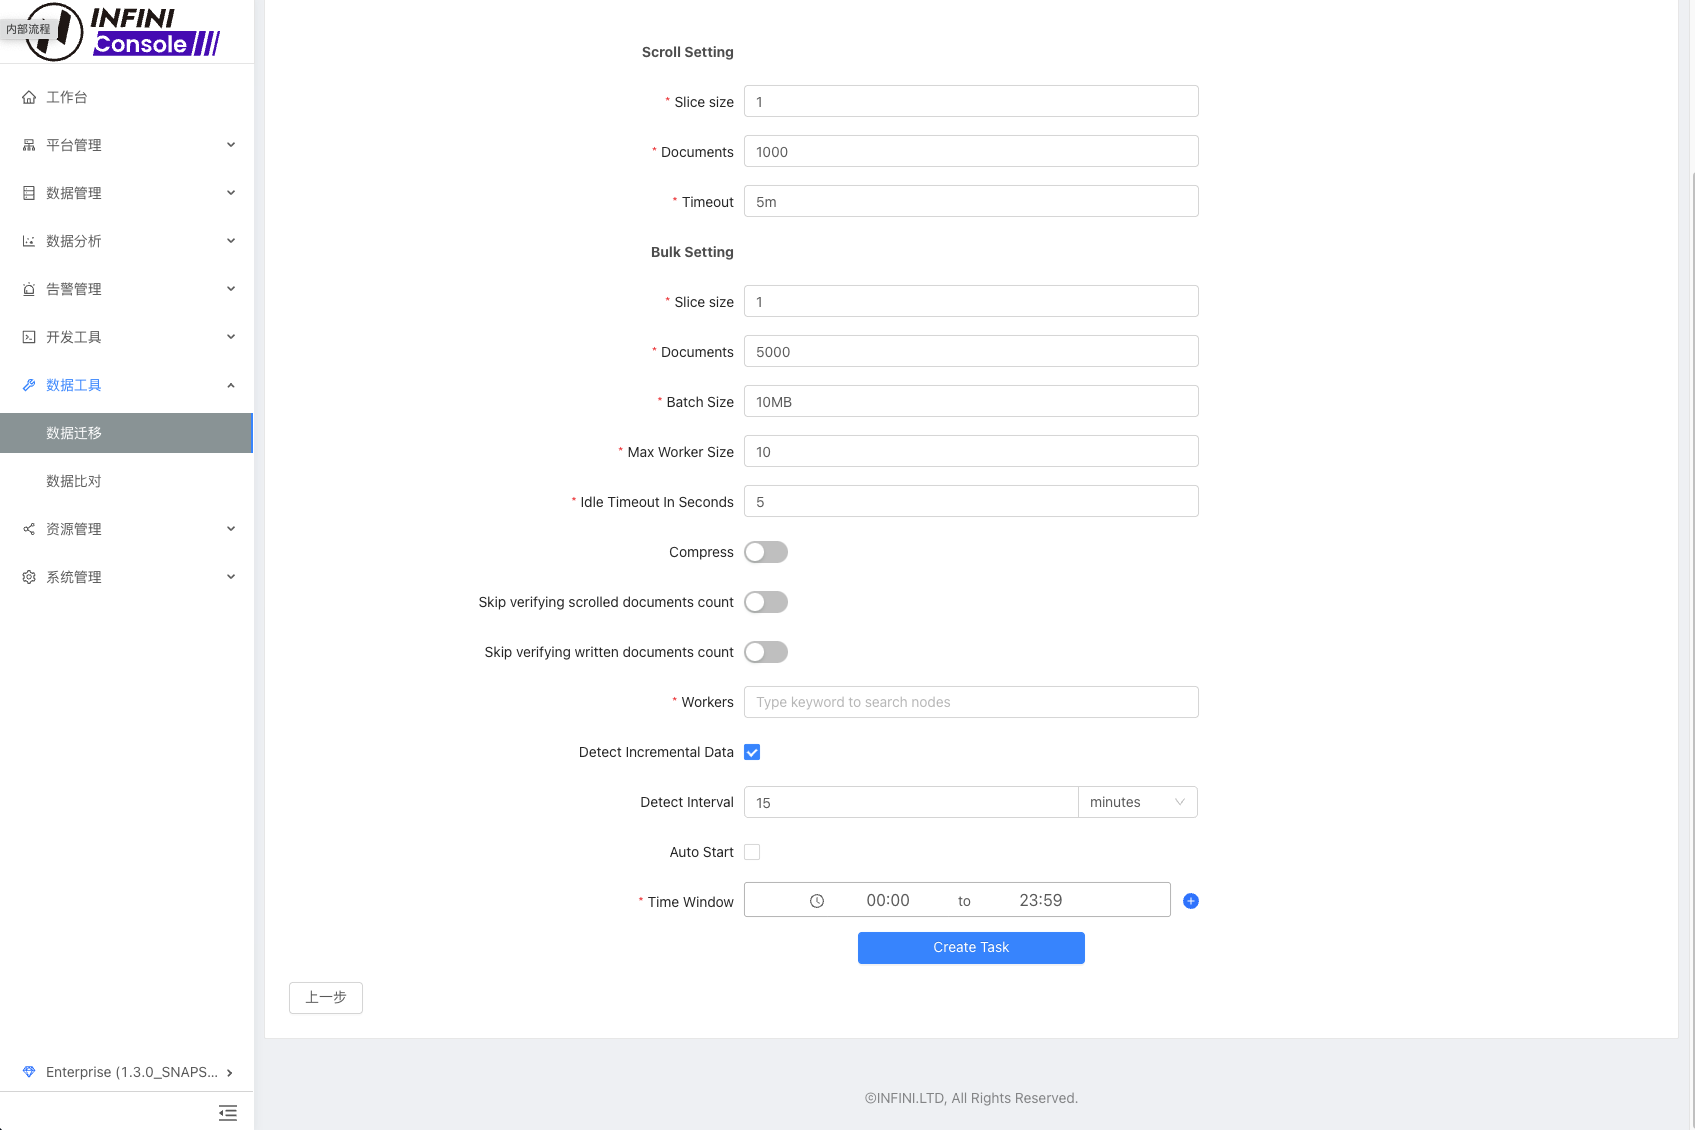 INFINI
Console
内部流程
工作台
平台管理
数据管理
数据分析
告警管理
开发工具
数据工具
数据迁移
数据比对
资源管理
系统管理
Enterprise (1.3.0_SNAPS...
Scroll Setting
* Slice size 1
* Documents 1000
* Timeout 5m
Bulk Setting
* Slice size 1
* Documents 5000
* Batch Size 10MB
* Max Worker Size 10
* Idle Timeout In Seconds 5
Compress
Skip verifying scrolled documents count
Skip verifying written documents count
* Workers Type keyword to search nodes
Detect Incremental Data
Detect Interval 15 minutes
Auto Start
* Time Window 00:00 to 23:59
Create Task
上一步
©INFINI.LTD, All Rights Reserved.